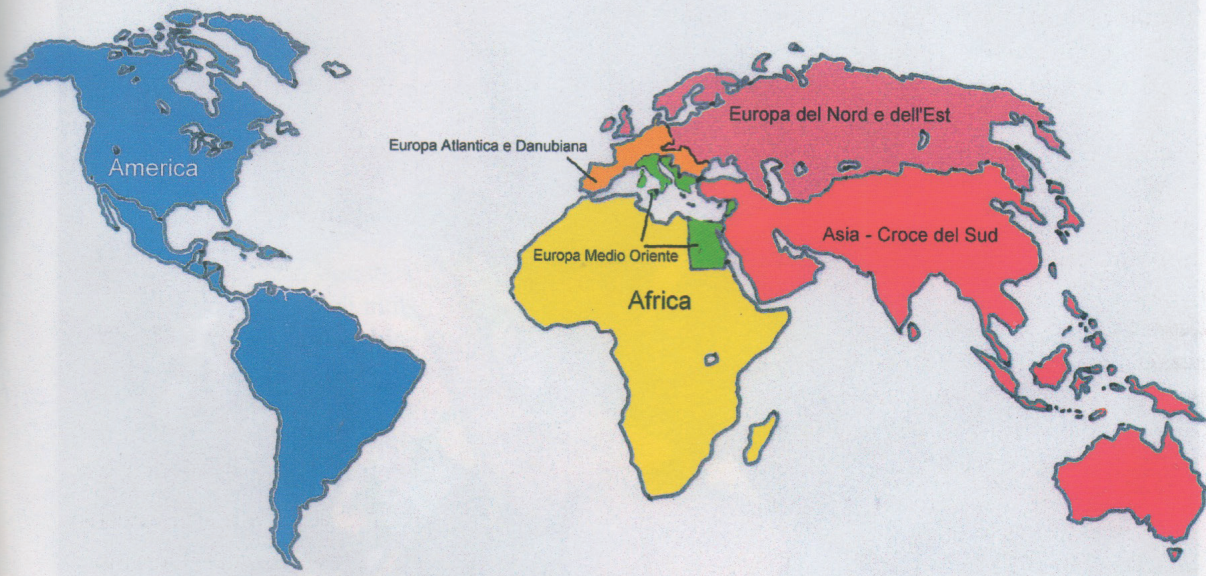 Europa del Nord e dell'Est
Europa Atlantica e Danubiana
America
Asia - Croce del Sud
Europa Medio Oriente
Africa